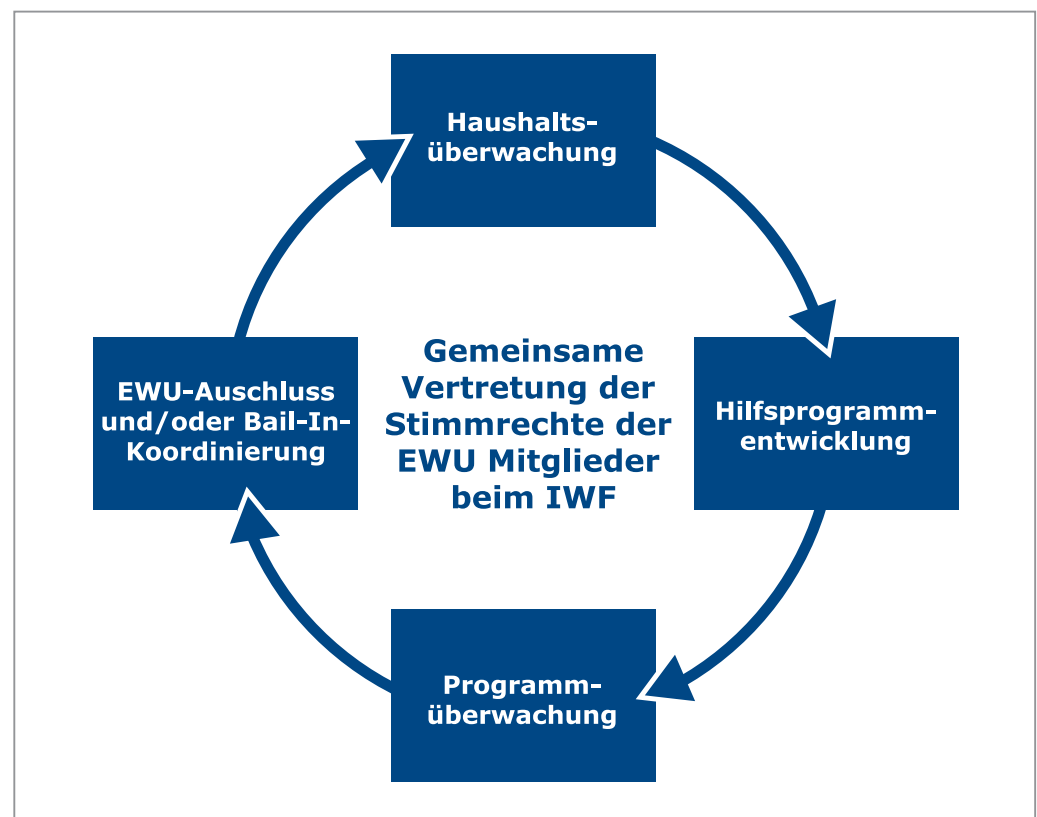 Haushalts-
überwachung
Gemeinsame
Vertretung der
Stimmrechte der
EWU Mitglieder
beim IWF
EWU-Auschluss
und/oder Bail-In-
Koordinierung
Hilfsprogramm-
entwicklung
Programm-
überwachung